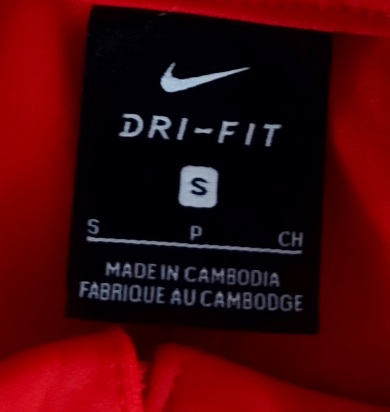 DRI-FIT
S
S P CH
MADE IN CAMBODIA
FABRIQUE AU CAMBODGE